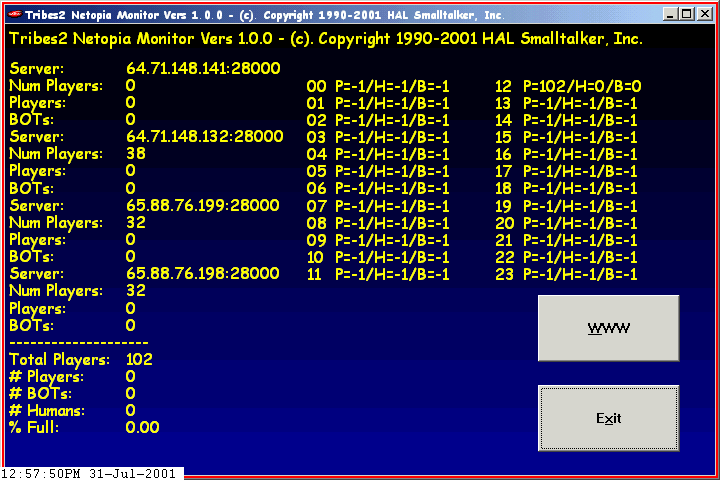 Tribes2 Netopia Monitor Vers 1.0.0 - (c). Copyright 1990-2001 HAL Smalltalker, Inc.
Tribes2 Netopia Monitor Vers 1.0.0 - (c). Copyright 1990-2001 HAL Smalltalker, Inc.
Server: 64.71.148.141:28000
Num Players: 0
Players: 0
BOTs: 0
Server: 64.71.148.132:28000
Num Players: 38
Players: 0
BOTs: 0
Server: 65.88.76.199:28000
Num Players: 32
Players: 0
BOTs: 0
Server: 65.88.76.198:28000
Num Players: 32
Players: 0
BOTs: 0
--------------------
Total Players: 102
# Players: 0
# BOTs: 0
# Humans: 0
% Full: 0.00
00 P=-1/H=-1/B=-1
01 P=-1/H=-1/B=-1
02 P=-1/H=-1/B=-1
03 P=-1/H=-1/B=-1
04 P=-1/H=-1/B=-1
05 P=-1/H=-1/B=-1
06 P=-1/H=-1/B=-1
07 P=-1/H=-1/B=-1
08 P=-1/H=-1/B=-1
09 P=-1/H=-1/B=-1
10 P=-1/H=-1/B=-1
11 P=-1/H=-1/B=-1
12 P=102/H=0/B=0
13 P=-1/H=-1/B=-1
14 P=-1/H=-1/B=-1
15 P=-1/H=-1/B=-1
16 P=-1/H=-1/B=-1
17 P=-1/H=-1/B=-1
18 P=-1/H=-1/B=-1
19 P=-1/H=-1/B=-1
20 P=-1/H=-1/B=-1
21 P=-1/H=-1/B=-1
22 P=-1/H=-1/B=-1
23 P=-1/H=-1/B=-1
WWW
Exit
12:57:50PM 31-Jul-2001